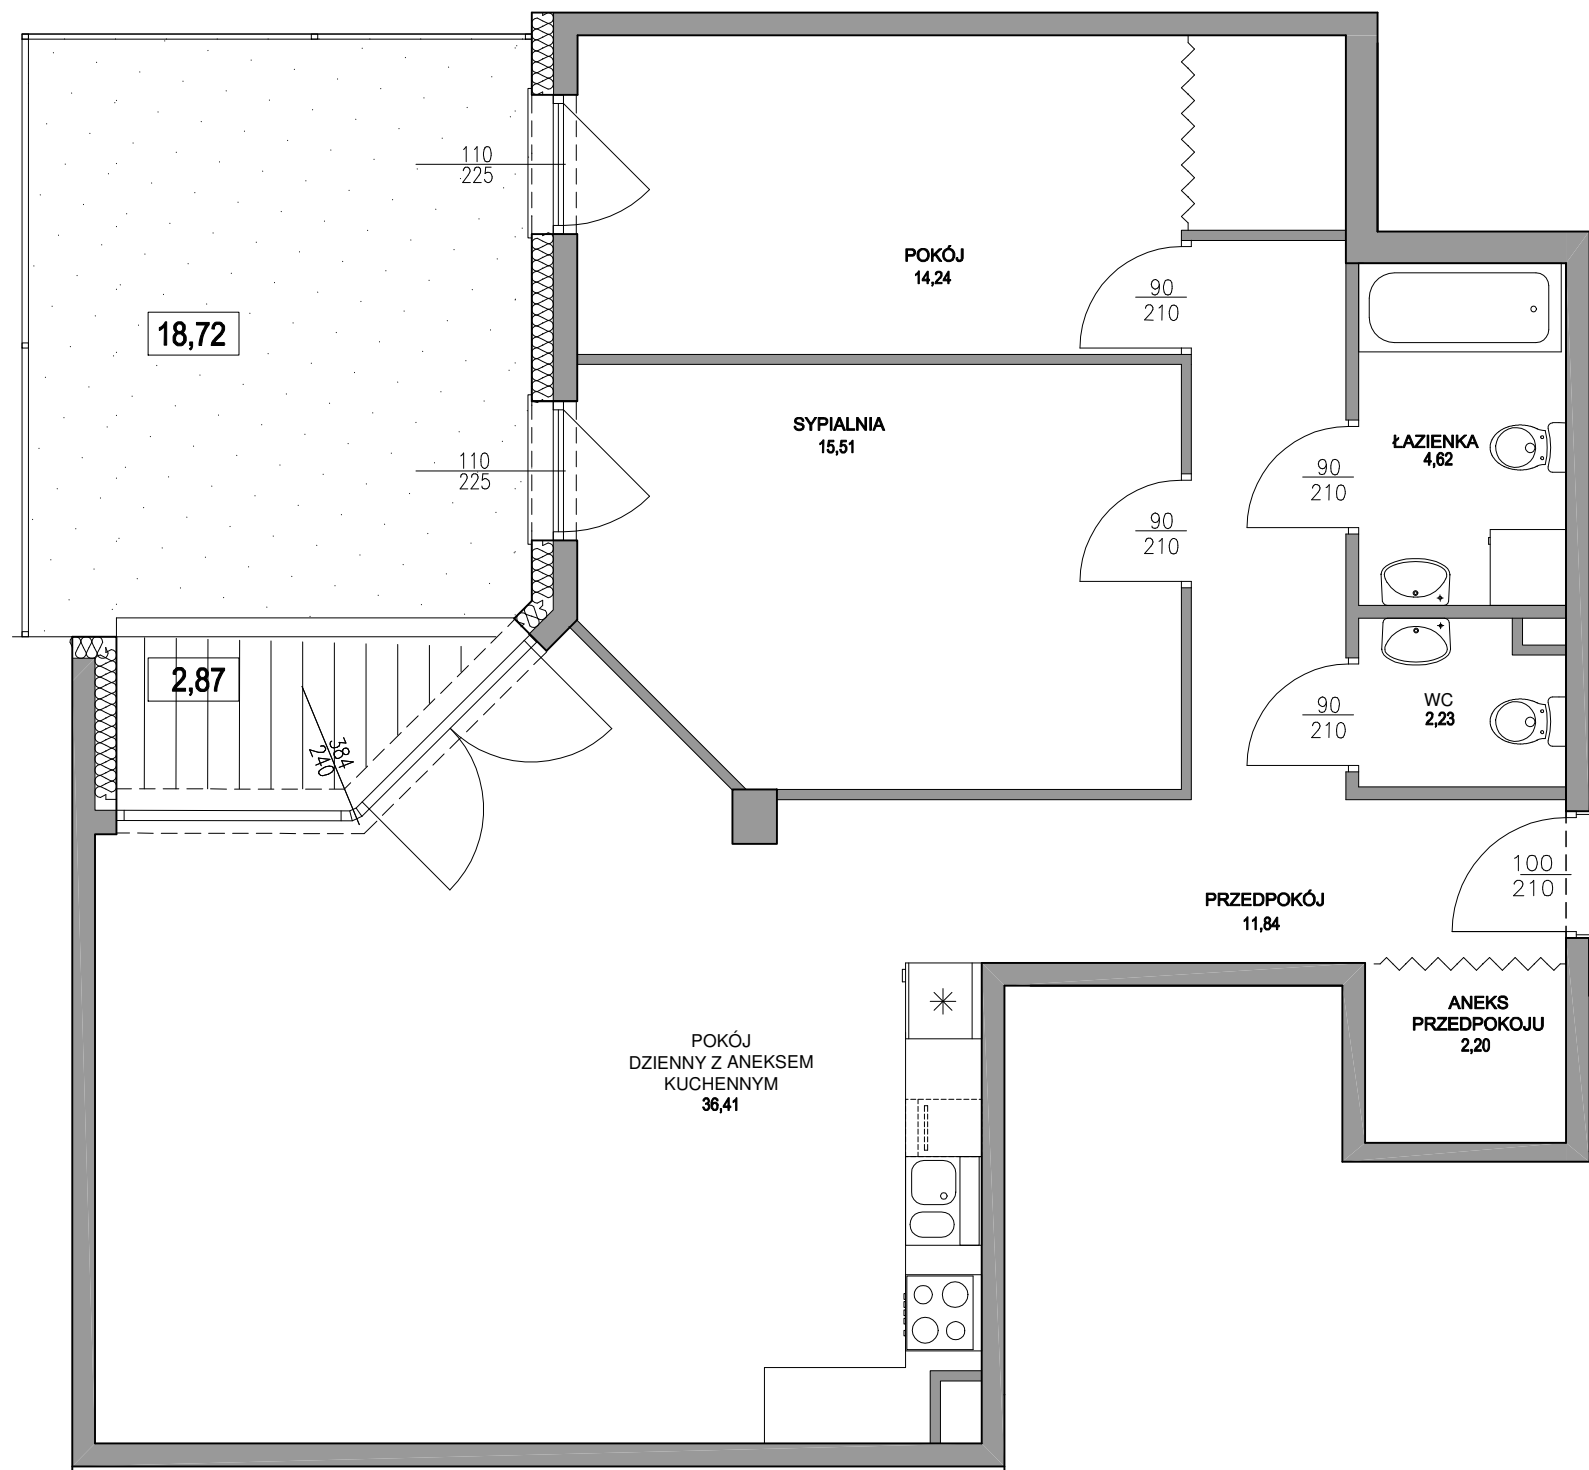 110
225
POKÓJ
14,24
90
210
18,72
SYPIALNIA
15,51
110
225
90
210
90
210
ŁAZIENKA
4,62
2,87
384
240
90
210
WC
2,23
100
210
PRZEDPOKÓJ
11,84
ANEKS
PRZEDPOKOJU
2,20
POKÓJ
DZIENNY Z ANEKSEM
KUCHENNYM
36,41